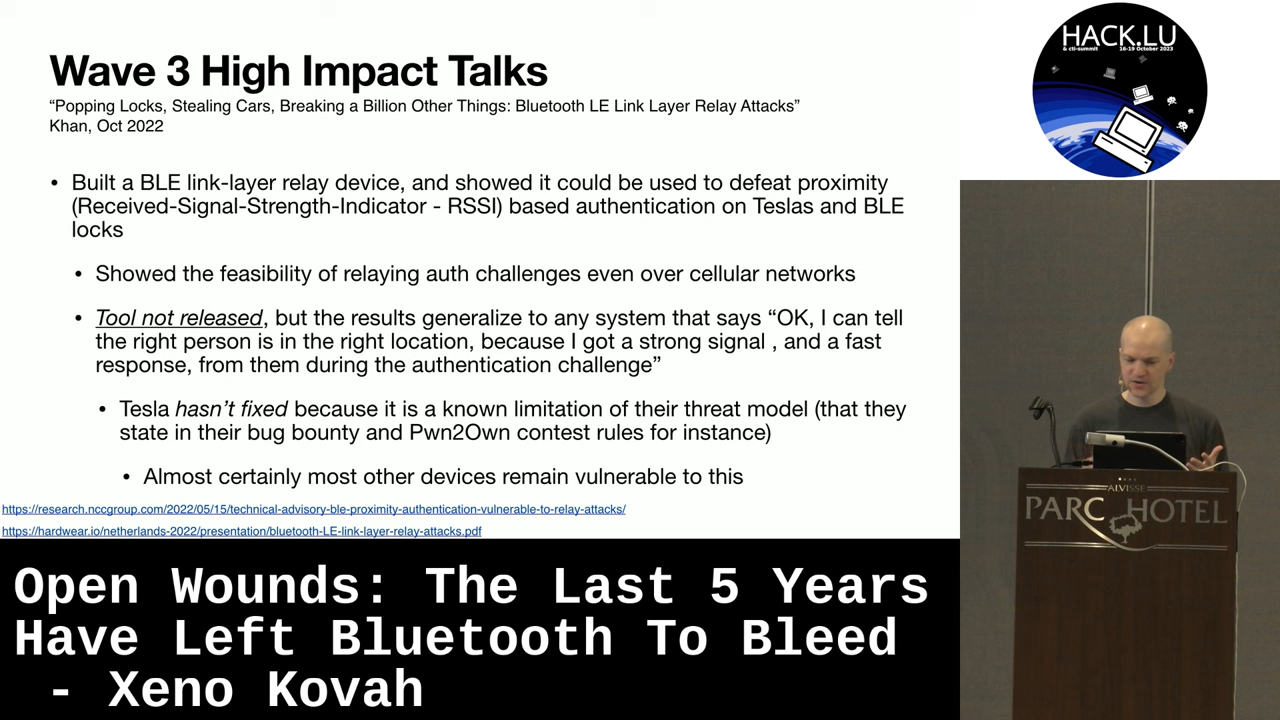 Wave 3 High Impact Talks
“Popping Locks, Stealing Cars, Breaking a Billion Other Things: Bluetooth LE Link Layer Relay Attacks”
Khan, Oct 2022
• Built a BLE link-layer relay device, and showed it could be used to defeat proximity
(Received-Signal-Strength-Indicator - RSSI) based authentication on Teslas and BLE
locks
• Showed the feasibility of relaying auth challenges even over cellular networks
• Tool not released, but the results generalize to any system that says “OK, I can tell
the right person is in the right location, because I got a strong signal , and a fast
response, from them during the authentication challenge”
• Tesla hasn’t fixed because it is a known limitation of their threat model (that they
state in their bug bounty and Pwn2Own contest rules for instance)
• Almost certainly most other devices remain vulnerable to this
https://research.nccgroup.com/2022/05/15/technical-advisory-ble-proximity-authentication-vulnerable-to-relay-attacks/
https://hardwear.io/netherlands-2022/presentation/bluetooth-LE-link-layer-relay-attacks.pdf
HACK.LU
& cti-summit 16-19 October 2023
ALVISSE
PARC HOTEL
Open Wounds: The Last 5 Years
Have Left Bluetooth To Bleed
- Xeno Kovah